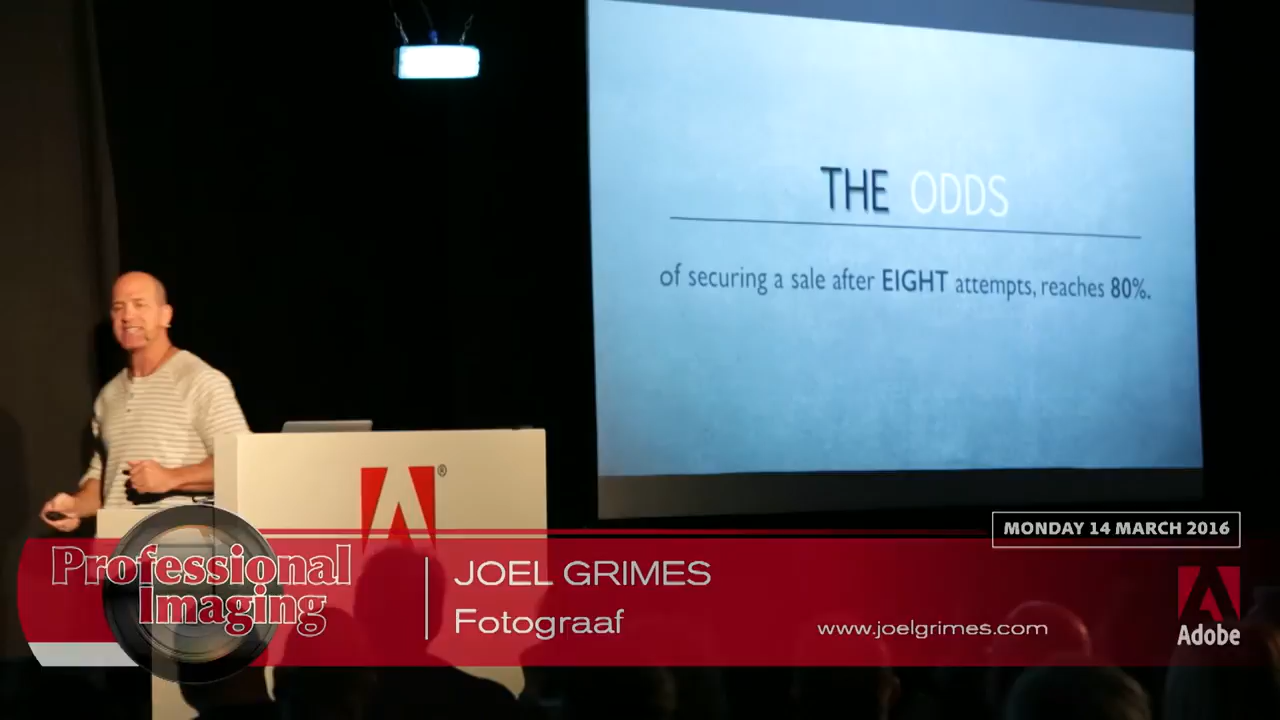 THE ODDS
of securing a sale after EIGHT attempts, reaches 80%.
®
MONDAY 14 MARCH 2016
Professional
Imaging
JOEL GRIMES
Fotograaf
www.joelgrimes.com
Adobe